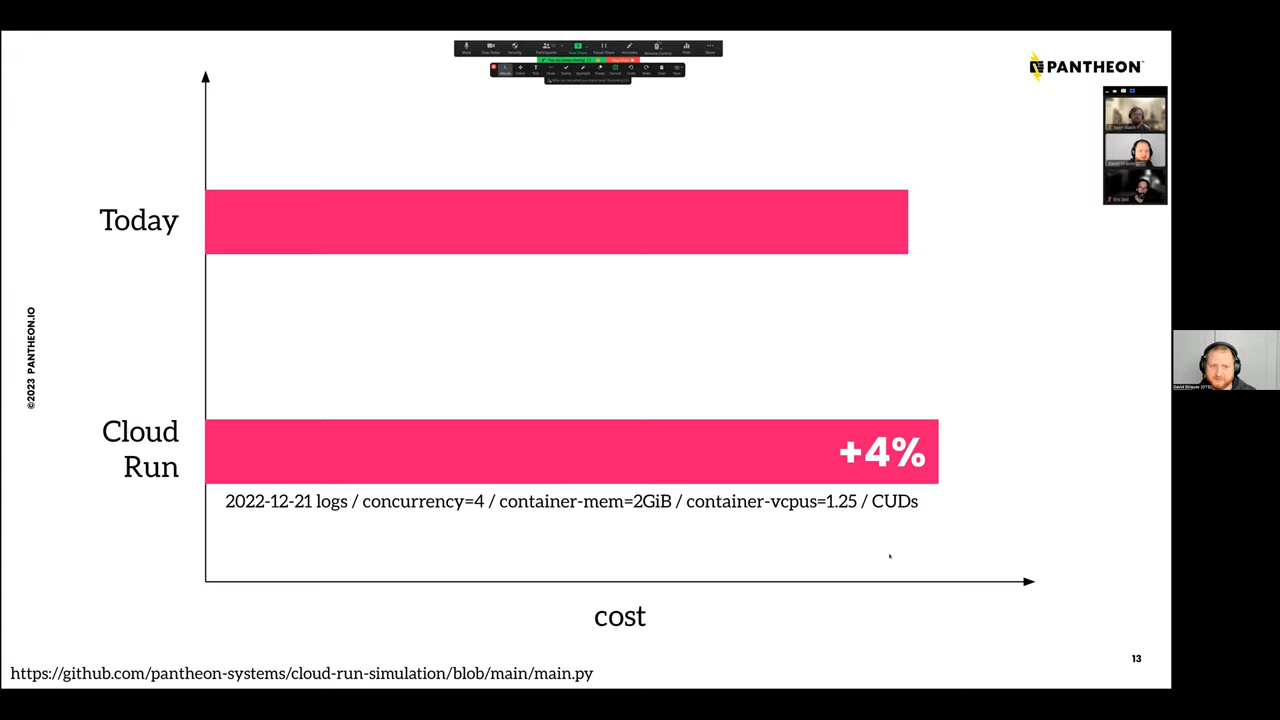 PANTHEON
Today
Cloud
Run
+4%
2022-12-21 logs / concurrency=4 / container-mem=2GiB / container-vcpus=1.25 / CUDs
cost
©2023 PANTHEON.IO
13
https://github.com/pantheon-systems/cloud-run-simulation/blob/main/main.py